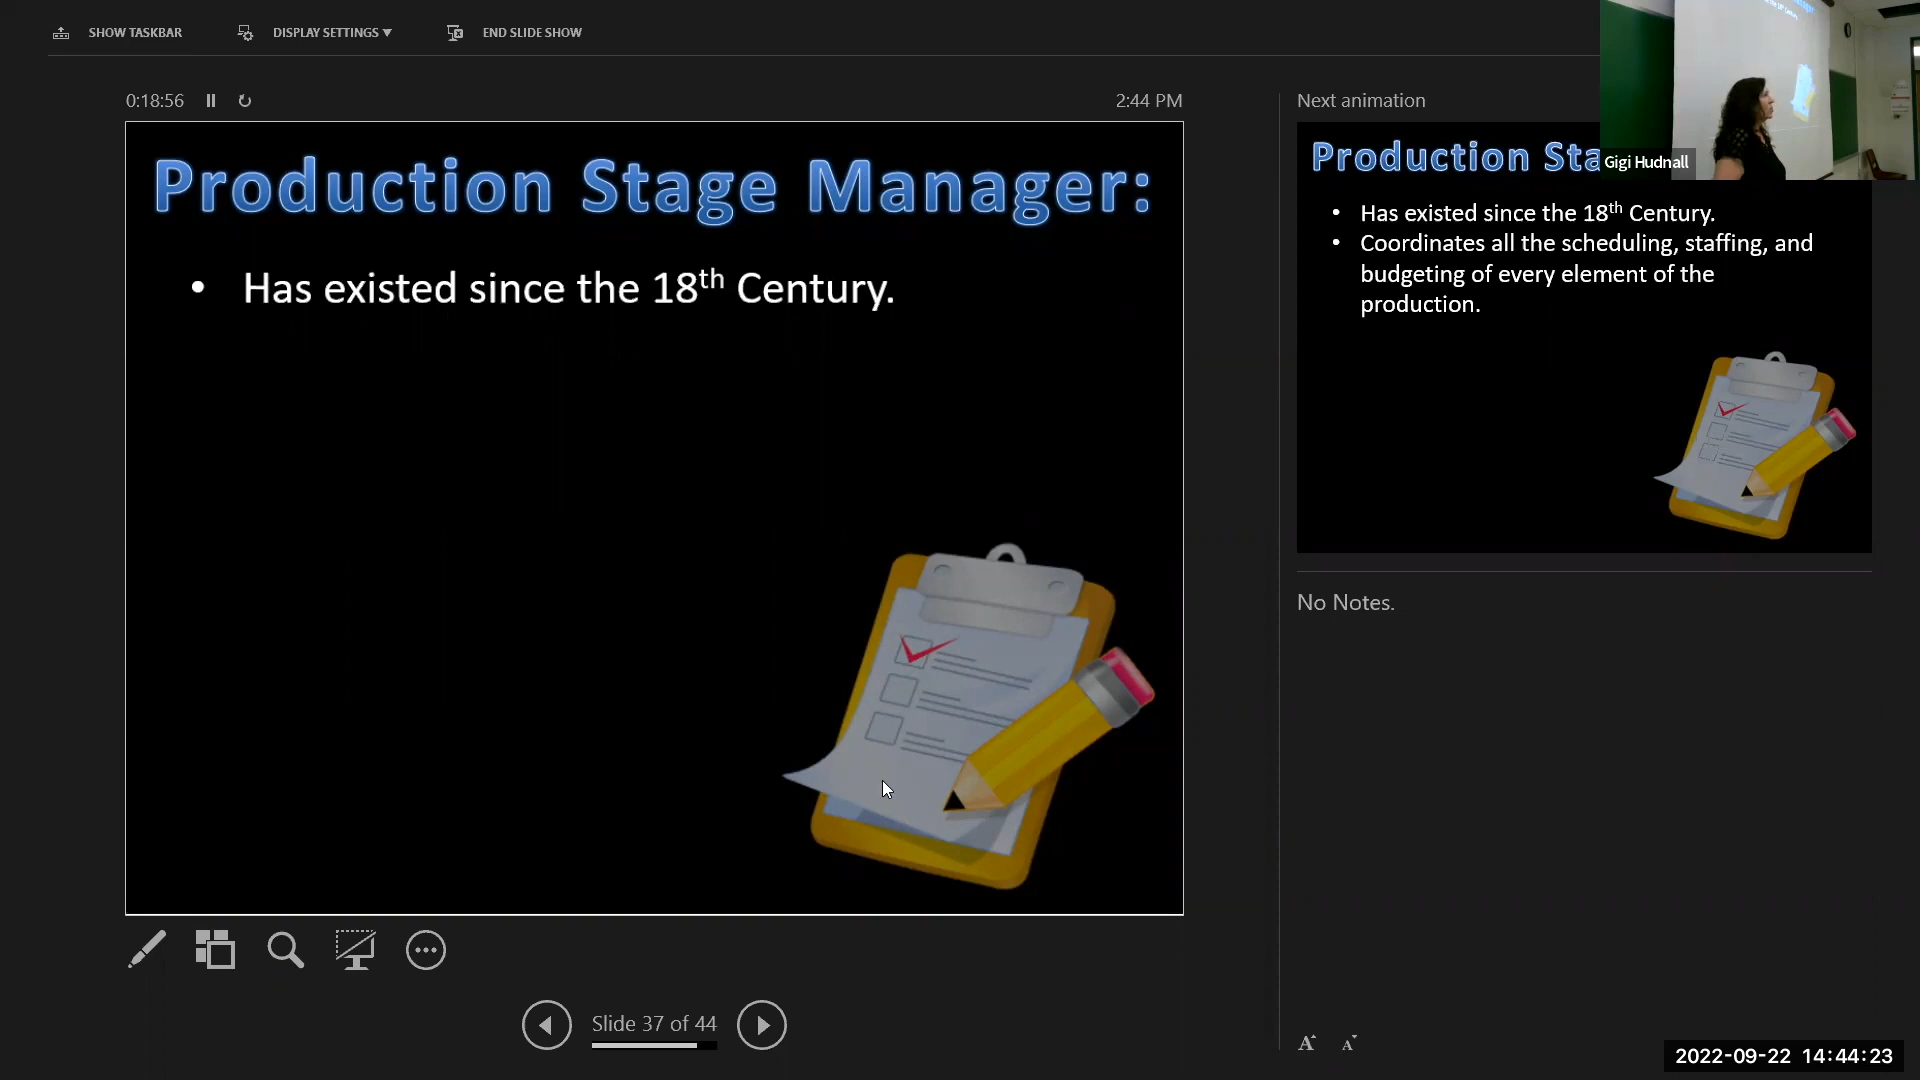 SHOW TASKBAR
DISPLAY SETTINGS ▼
END SLIDE SHOW
0:18:56
2:44 PM
Production Stage Manager:
• Has existed since the 18th Century.
Slide 37 of 44
Next animation
Production Sta
Gigi Hudnall
• Has existed since the 18th Century.
• Coordinates all the scheduling, staffing, and
budgeting of every element of the
production.
No Notes.
A A
2022-09-22 14:44:23